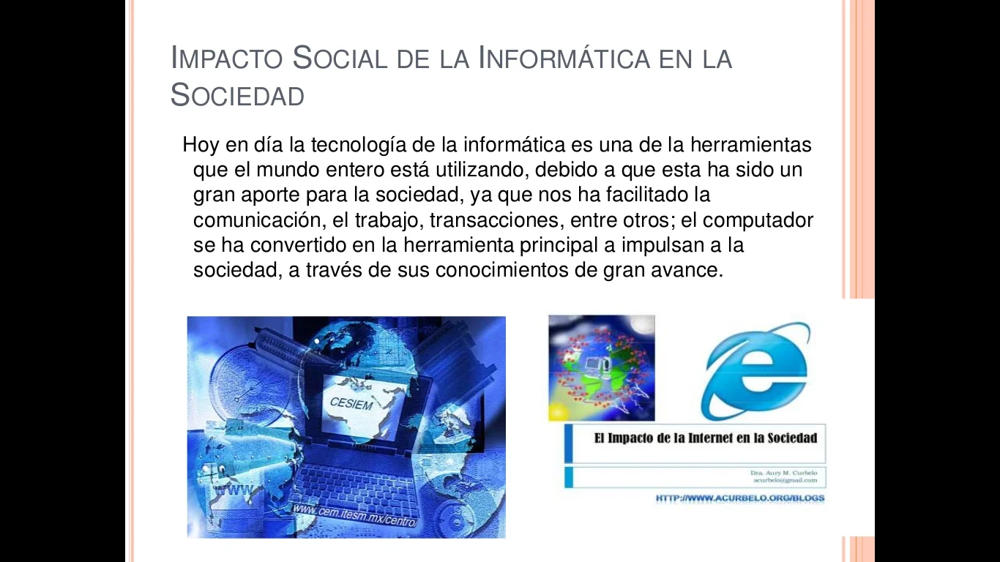 IMPACTO SOCIAL DE LA INFORMÁTICA EN LA
SOCIEDAD
Hoy en día la tecnología de la informática es una de la herramientas
que el mundo entero está utilizando, debido a que esta ha sido un
gran aporte para la sociedad, ya que nos ha facilitado la
comunicación, el trabajo, transacciones, entre otros; el computador
se ha convertido en la herramienta principal a impulsan a la
sociedad, a través de sus conocimientos de gran avance.
CESIEM
www
www.cem.itesm.mx/centro/
El Impacto de la Internet en la Sociedad
Dra. Aury M. Curbelo
acurbelo@gmail.com
HTTP://WWW.ACURBELO.ORG/BLOGS